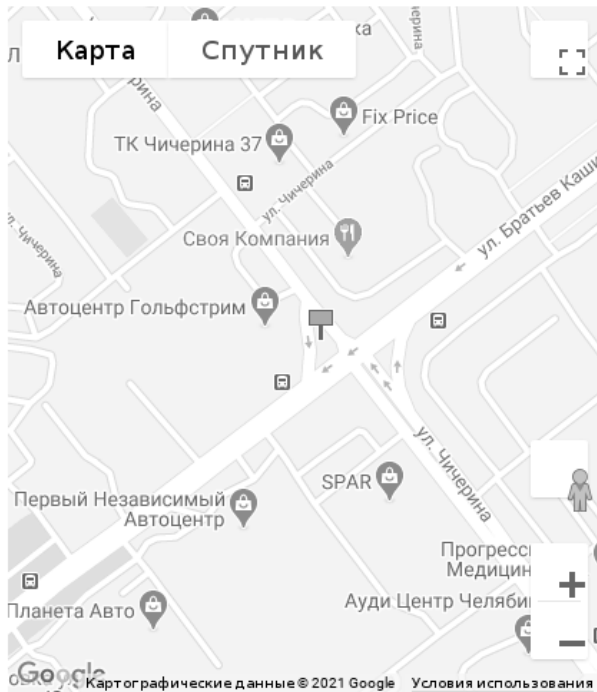 Карта
Спутник
рина
ТК Чичерина 37
Fix Price
ул. Чичерина
ул. Братьев Каши
Своя Компания
Автоцентр Гольфстрим
ул. Чичерина
SPAR
Первый Независимый
Автоцентр
Прогресс
Медицин
Ауди Центр Челяби
Планета Авто
Google
Картографические данные © 2021 Google
Условия использования